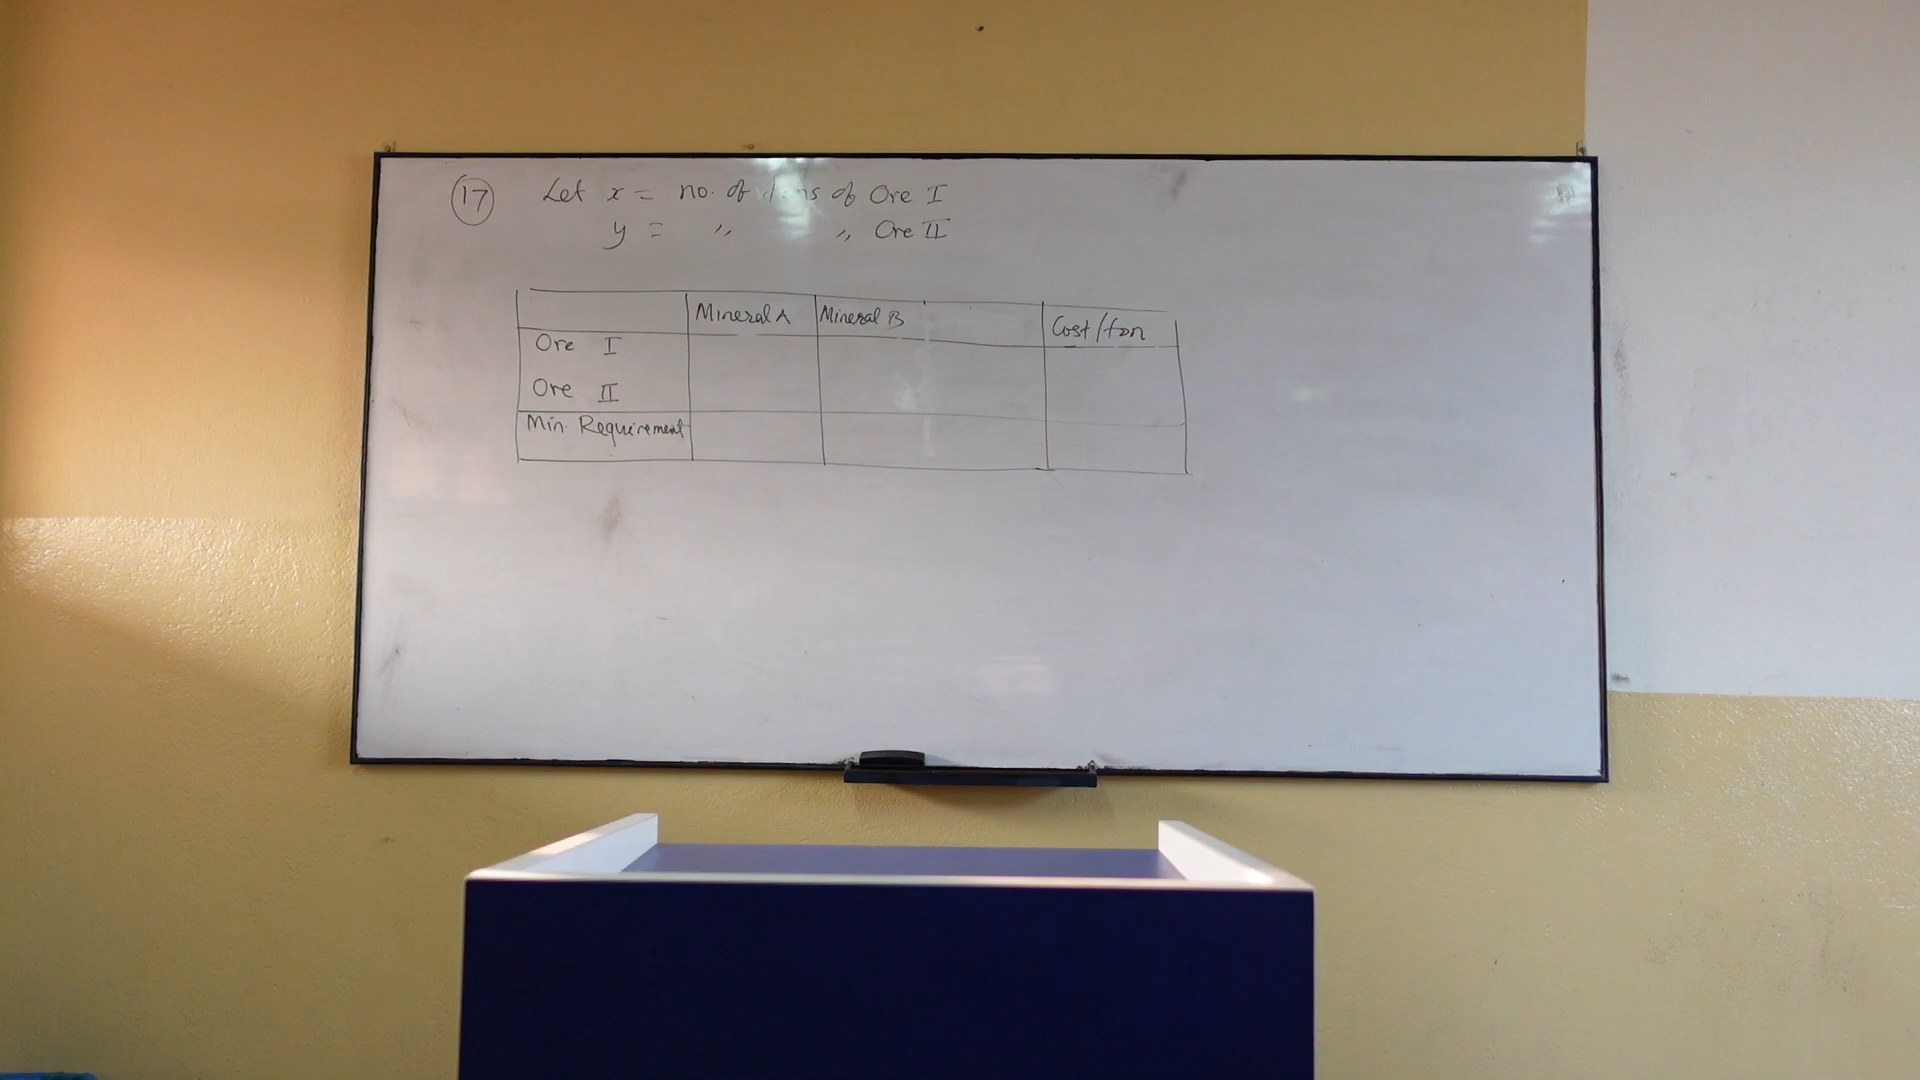 17 Let x = no. of tons of Ore I
y = ,, ,, Ore II
Mineral A Mineral B Cost/ton
Ore I
Ore II
Min. Requirement